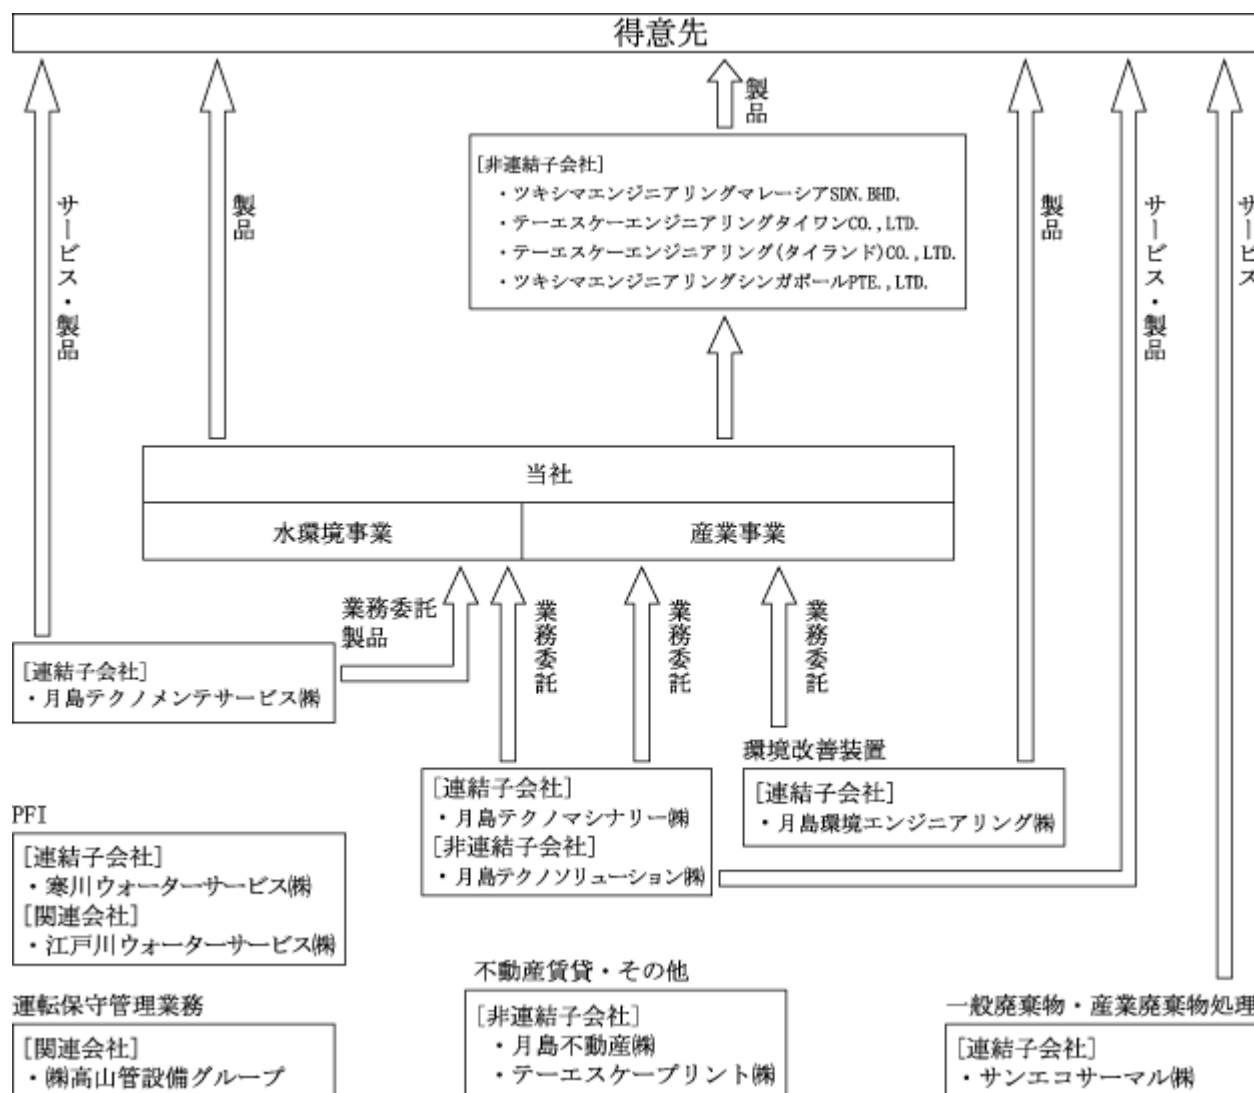 得意先
サービス・製品
製品
製品
製品
サービス・製品
サービス
[非連結子会社]
・ツキシマエンジニアリングマレーシアSDN.BHD.
・テーエスケーエンジニアリングタイワンCO.,LTD.
・テーエスケーエンジニアリング(タイランド)CO.,LTD.
・ツキシマエンジニアリングシンガポールPTE.,LTD.
当社
水環境事業
産業事業
業務委託
製品
業務委託
業務委託
業務委託
[連結子会社]
・月島テクノメンテサービス㈱
環境改善装置
[連結子会社]
・月島テクノマシナリー㈱
[非連結子会社]
・月島テクノソリューション㈱
[連結子会社]
・月島環境エンジニアリング㈱
PFI
[連結子会社]
・寒川ウォーターサービス㈱
[関連会社]
・江戸川ウォーターサービス㈱
運転保守管理業務
[関連会社]
・㈱高山管設備グループ
不動産賃貸・その他
[非連結子会社]
・月島不動産㈱
・テーエスケープリント㈱
一般廃棄物・産業廃棄物処理
[連結子会社]
・サンエコサーマル㈱